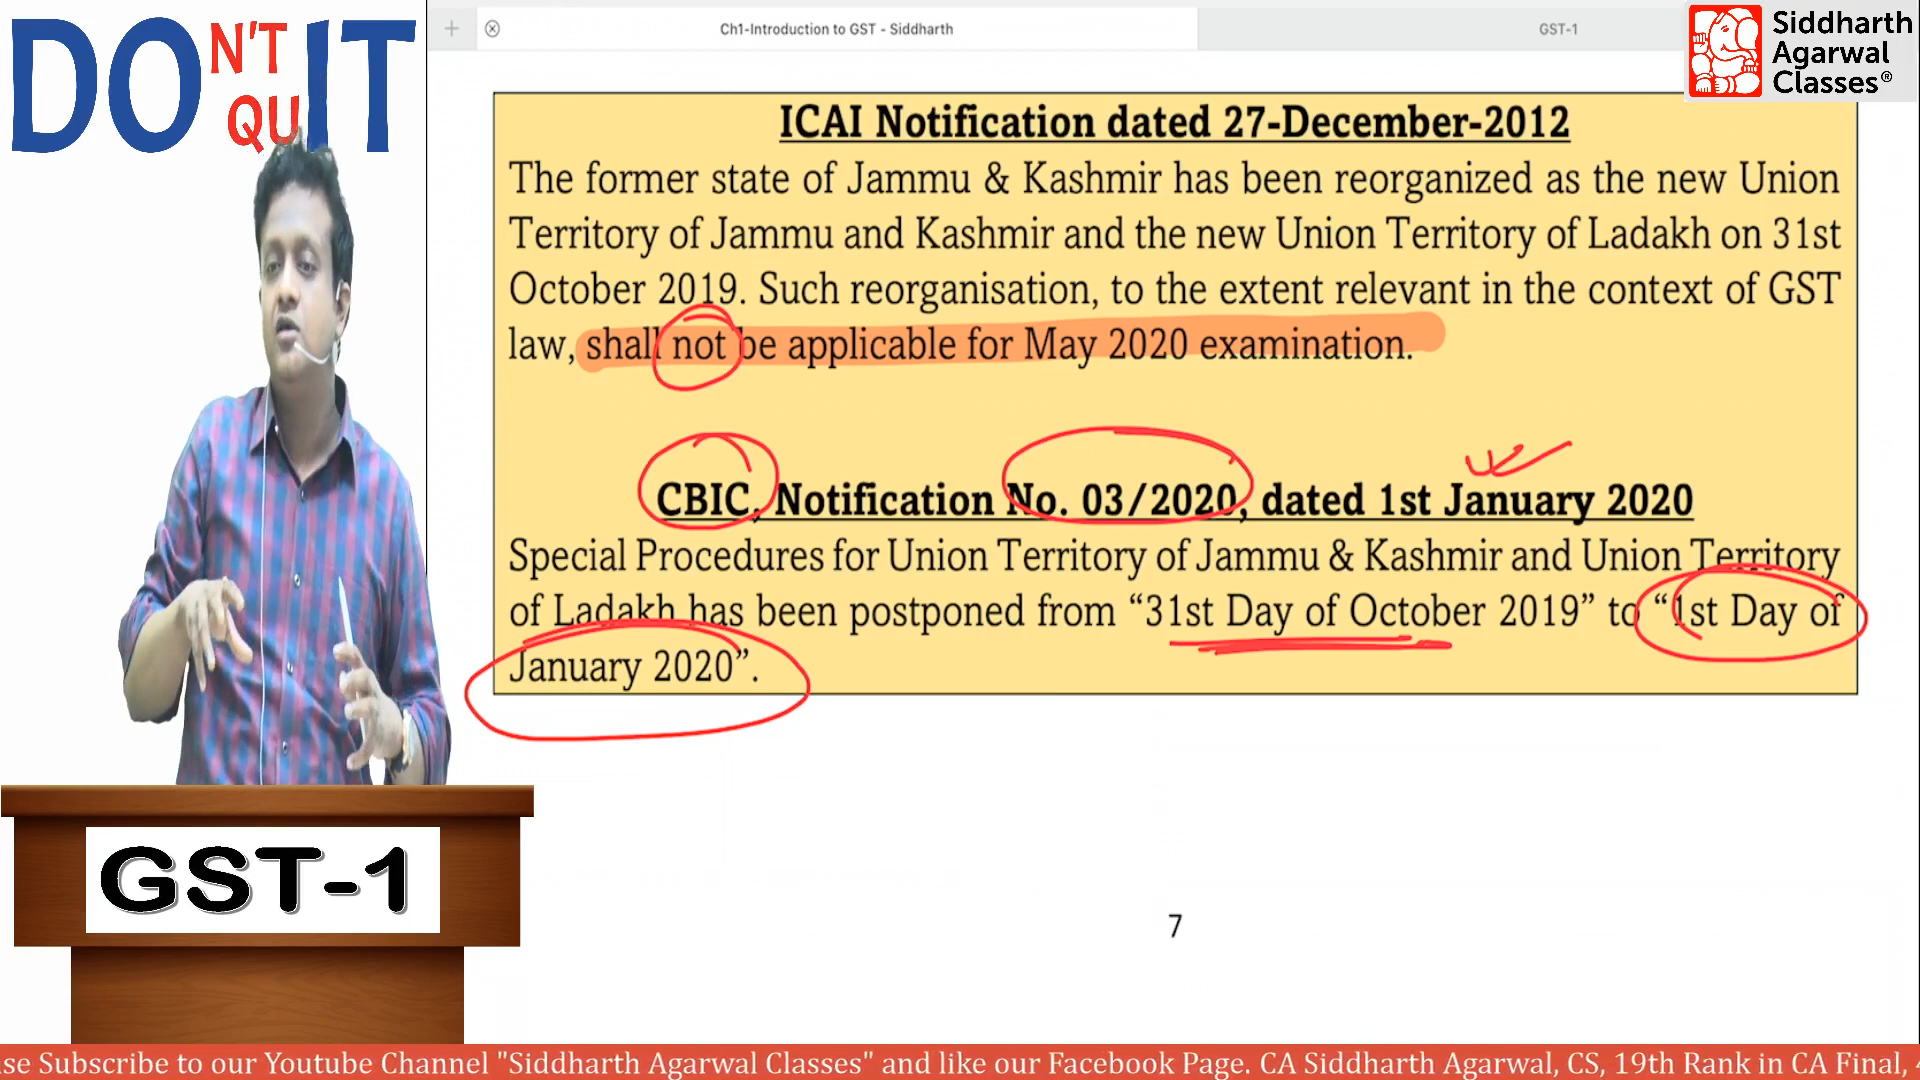 DON'T QUIT
Ch1-Introduction to GST - Siddharth
GST-1
Siddharth
Agarwal
Classes®
ICAI Notification dated 27-December-2012
The former state of Jammu & Kashmir has been reorganized as the new Union
Territory of Jammu and Kashmir and the new Union Territory of Ladakh on 31st
October 2019. Such reorganisation, to the extent relevant in the context of GST
law, shall not be applicable for May 2020 examination.
CBIC, Notification No. 03/2020, dated 1st January 2020
Special Procedures for Union Territory of Jammu & Kashmir and Union Territory
of Ladakh has been postponed from “31st Day of October 2019” to “1st Day of
January 2020”.
GST-1
7
se Subscribe to our Youtube Channel "Siddharth Agarwal Classes" and like our Facebook Page. CA Siddharth Agarwal, CS, 19th Rank in CA Final,